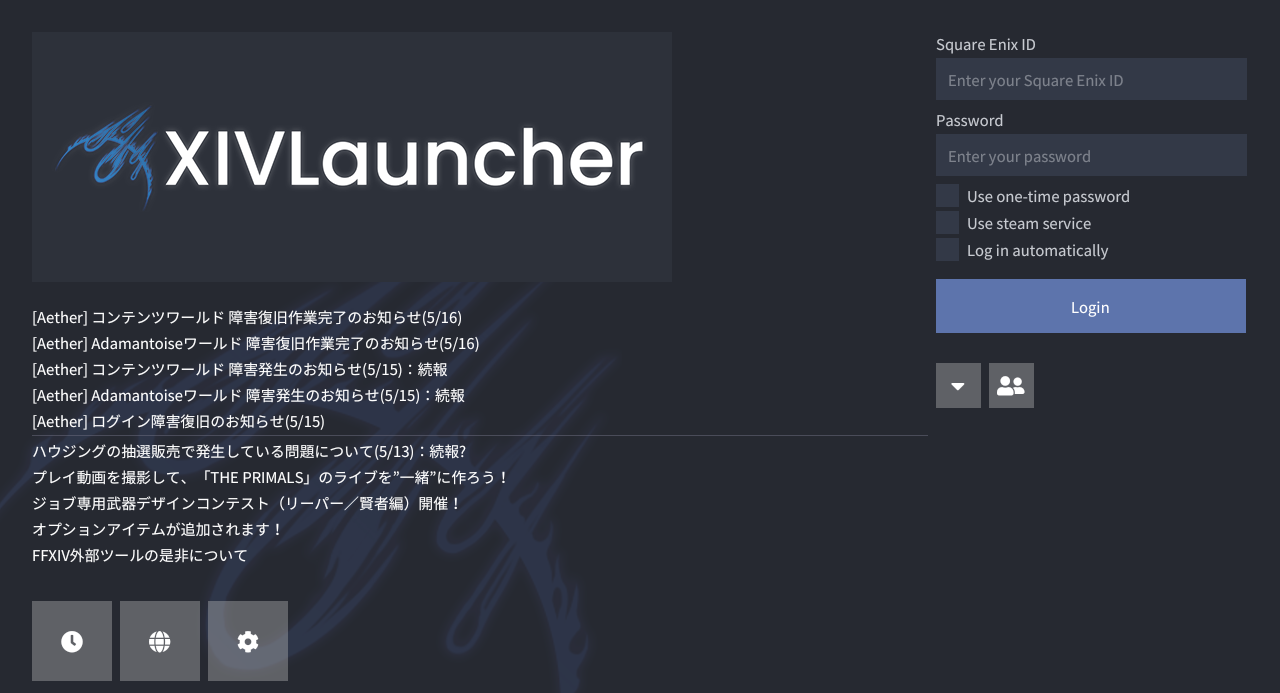 XIVLauncher
[Aether] コンテンツワールド 障害復旧作業完了のお知らせ(5/16)
[Aether] Adamantoiseワールド 障害復旧作業完了のお知らせ(5/16)
[Aether] コンテンツワールド 障害発生のお知らせ(5/15)：続報
[Aether] Adamantoiseワールド 障害発生のお知らせ(5/15)：続報
[Aether] ログイン障害復旧のお知らせ(5/15)
ハウジングの抽選販売で発生している問題について(5/13)：続報?
プレイ動画を撮影して、「THE PRIMALS」のライブを”一緒”に作ろう！
ジョブ専用武器デザインコンテスト（リーパー／賢者編）開催！
オプションアイテムが追加されます！
FFXIV外部ツールの是非について
Square Enix ID
Enter your Square Enix ID
Password
Enter your password
Use one-time password
Use steam service
Log in automatically
Login